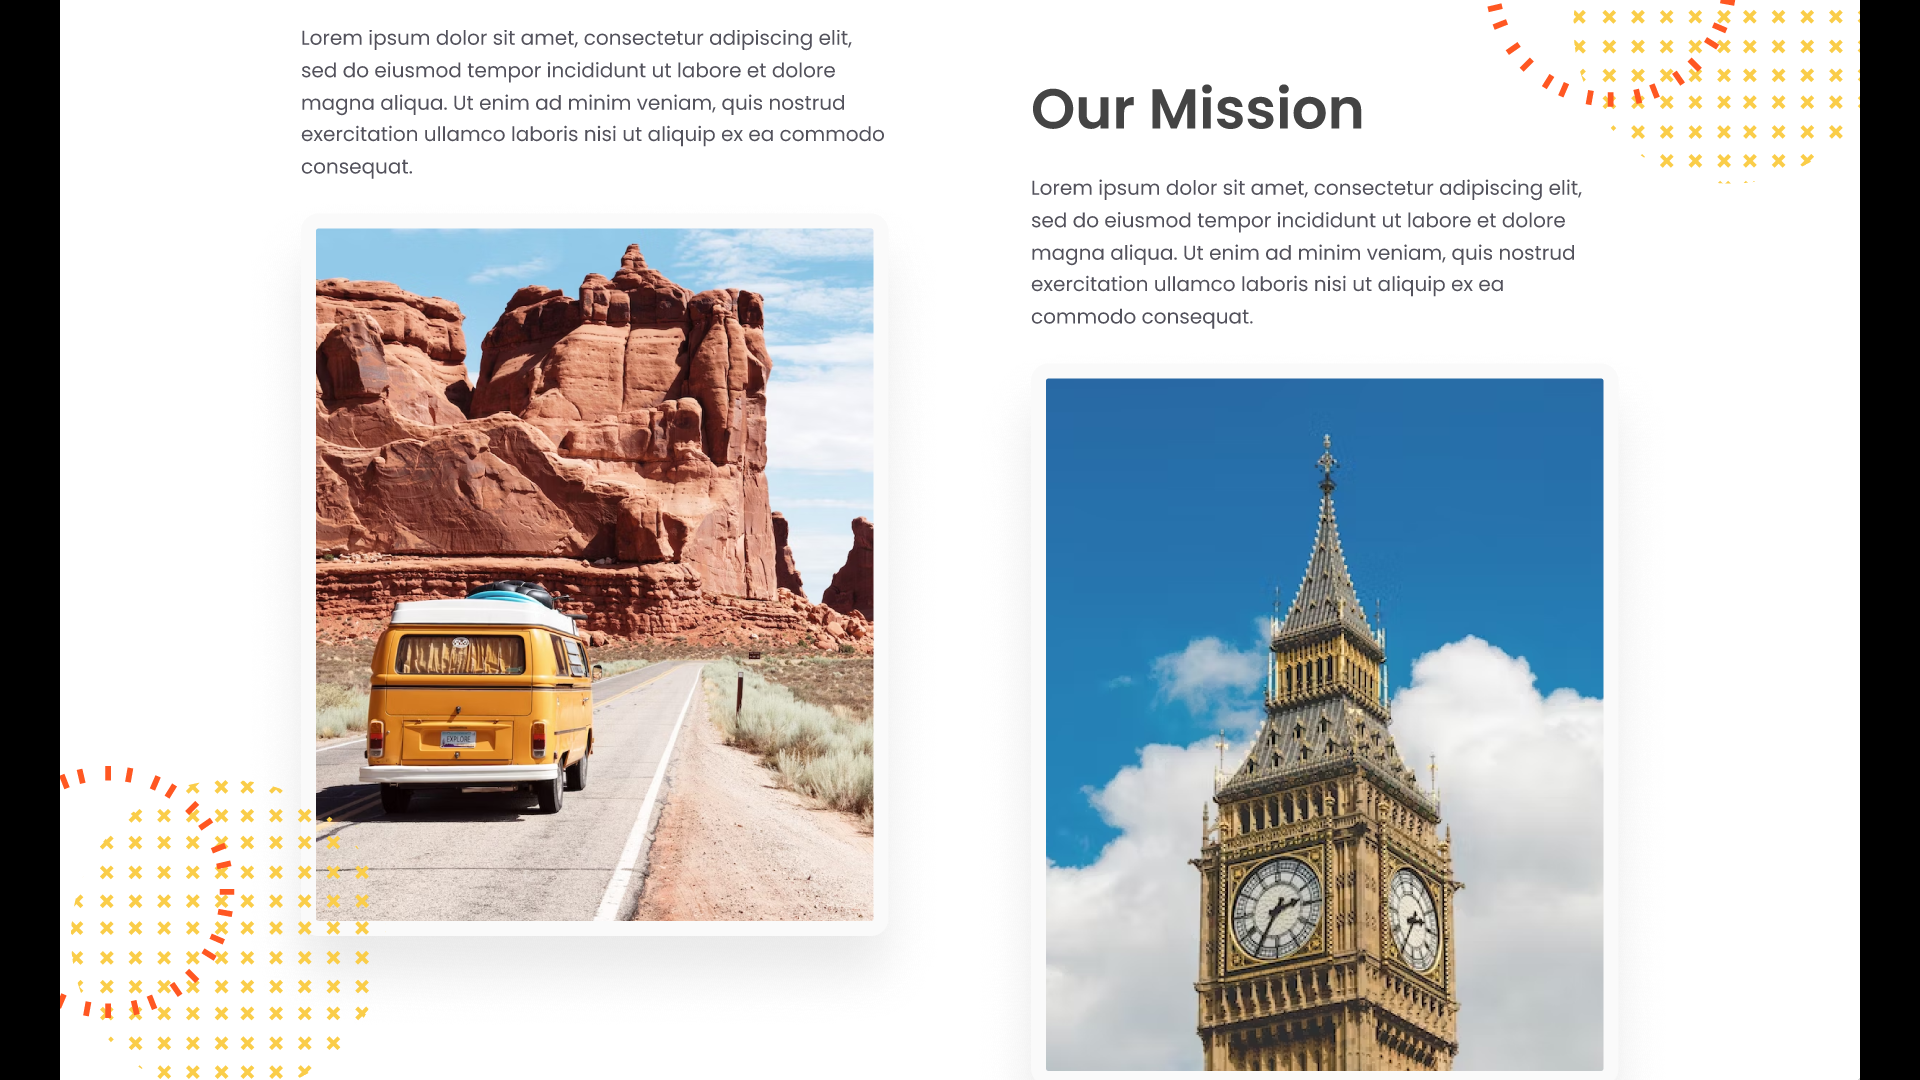 Lorem ipsum dolor sit amet, consectetur adipiscing elit,
sed do eiusmod tempor incididunt ut labore et dolore
magna aliqua. Ut enim ad minim veniam, quis nostrud
exercitation ullamco laboris nisi ut aliquip ex ea commodo
consequat.
EXPLORE
Our Mission
Lorem ipsum dolor sit amet, consectetur adipiscing elit,
sed do eiusmod tempor incididunt ut labore et dolore
magna aliqua. Ut enim ad minim veniam, quis nostrud
exercitation ullamco laboris nisi ut aliquip ex ea
commodo consequat.